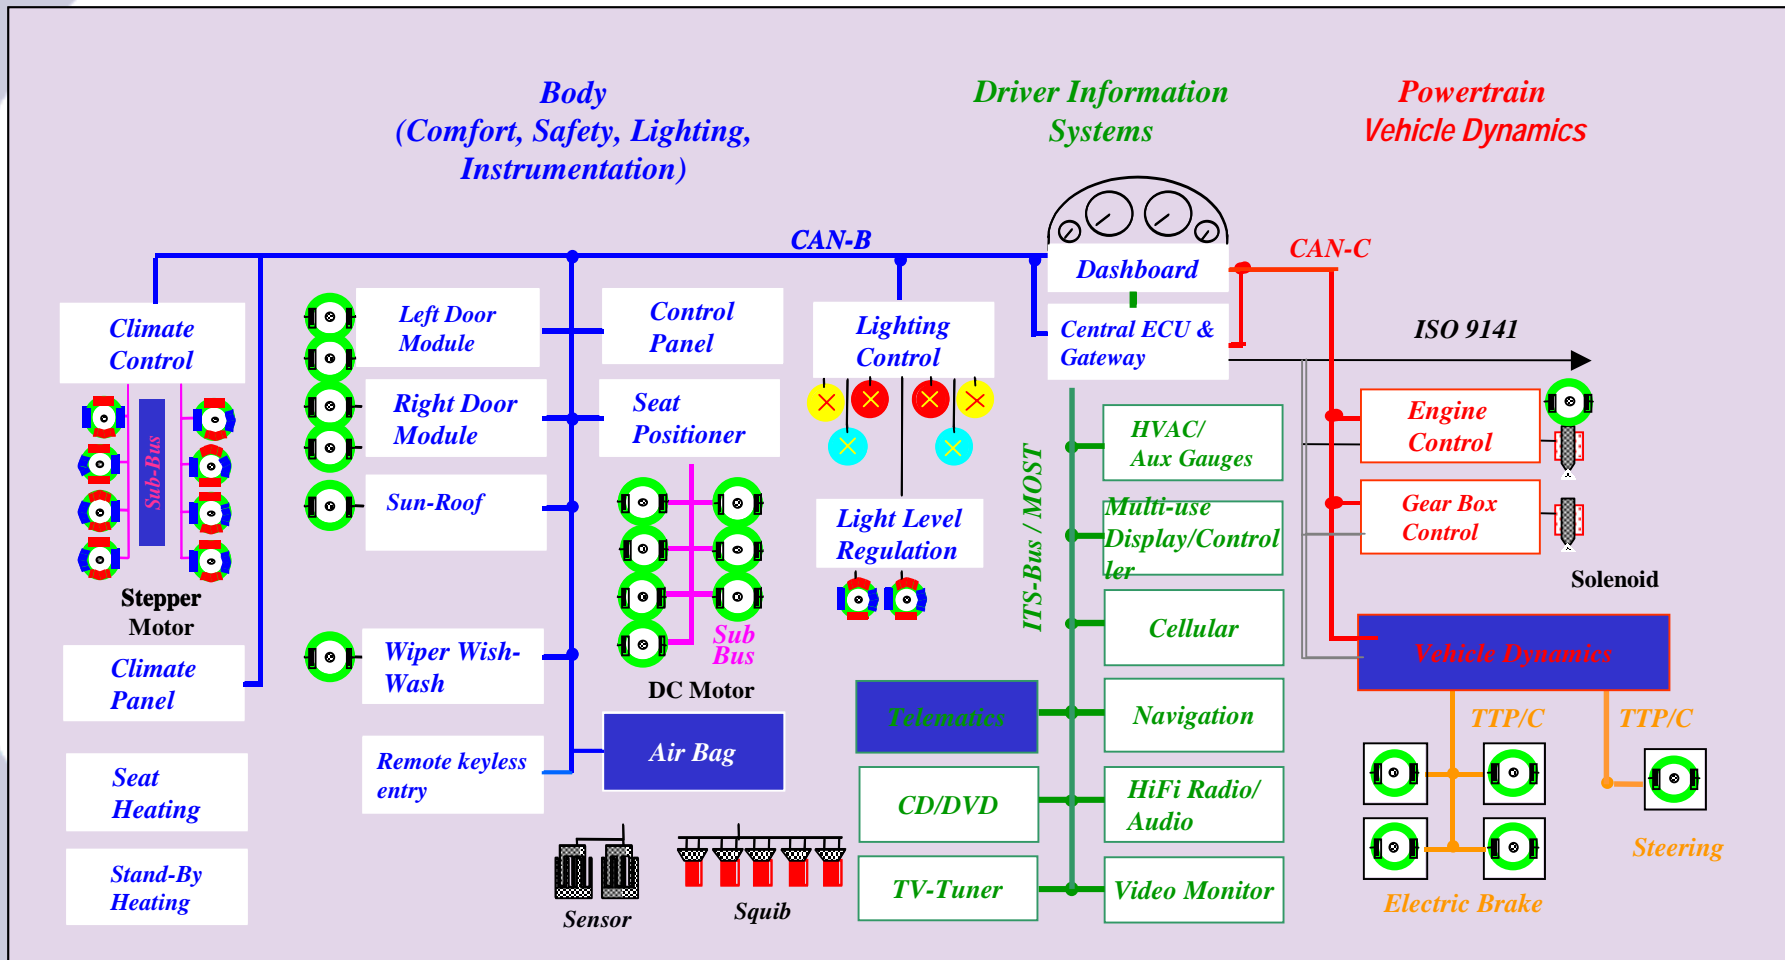 Body
(Comfort, Safety, Lighting,
Instrumentation)
Driver Information
Systems
Powertrain
Vehicle Dynamics
CAN-B
CAN-C
Dashboard
Central ECU &
Gateway
ISO 9141
Climate
Control
Sub-Bus
Stepper
Motor
Climate
Panel
Seat
Heating
Stand-By
Heating
Left Door
Module
Right Door
Module
Sun-Roof
Wiper Wish-
Wash
Remote keyless
entry
Control
Panel
Seat
Positioner
Sub
Bus
DC Motor
Air Bag
Sensor
Squib
Lighting
Control
Light Level
Regulation
ITS-Bus / MOST
HVAC/
Aux Gauges
Multi-use
Display/Control
ler
Cellular
Telematics
Navigation
CD/DVD
HiFi Radio/
Audio
TV-Tuner
Video Monitor
Engine
Control
Gear Box
Control
Solenoid
Vehicle Dynamics
TTP/C
TTP/C
Steering
Electric Brake